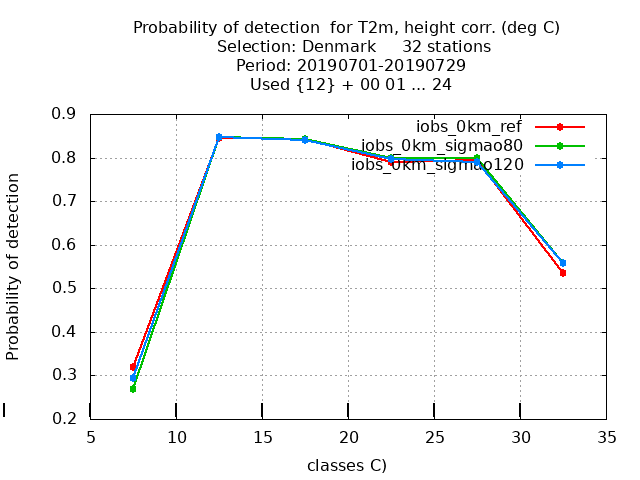 Probability of detection  for T2m, height corr. (deg C)
Selection: Denmark     32 stations
Period: 20190701-20190729
Used {12} + 00 01 ... 24
iobs_0km_ref
iobs_0km_sigmao80
iobs_0km_sigmao120
Probability of detection
0.9
0.8
0.7
0.6
0.5
0.4
0.3
0.2
5 10 15 20 25 30 35
classes C)